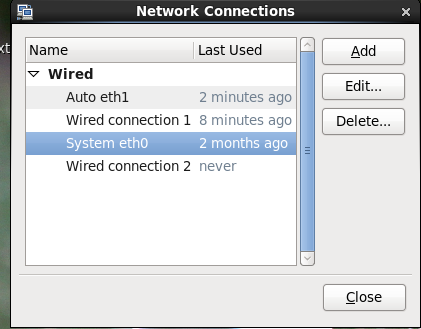 Network Connections
xt
Name Last Used
Wired
Auto eth1 2 minutes ago
Wired connection 1 8 minutes ago
System eth0 2 months ago
Wired connection 2 never
Add
Edit...
Delete...
Close